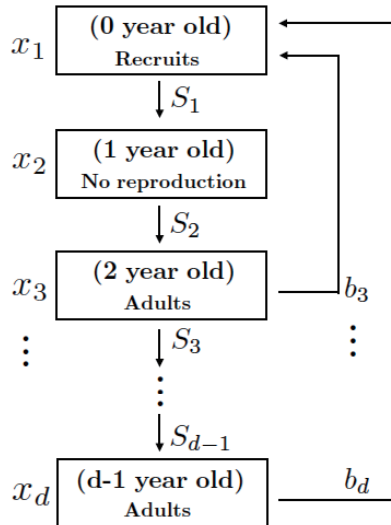 x₁
(0 year old)
Recruits
S₁
x₂
(1 year old)
No reproduction
S₂
x₃
(2 year old)
Adults
b₃
⋮
S₃
⋮
⋮
S_{d−1}
x_d
(d-1 year old)
Adults
b_d